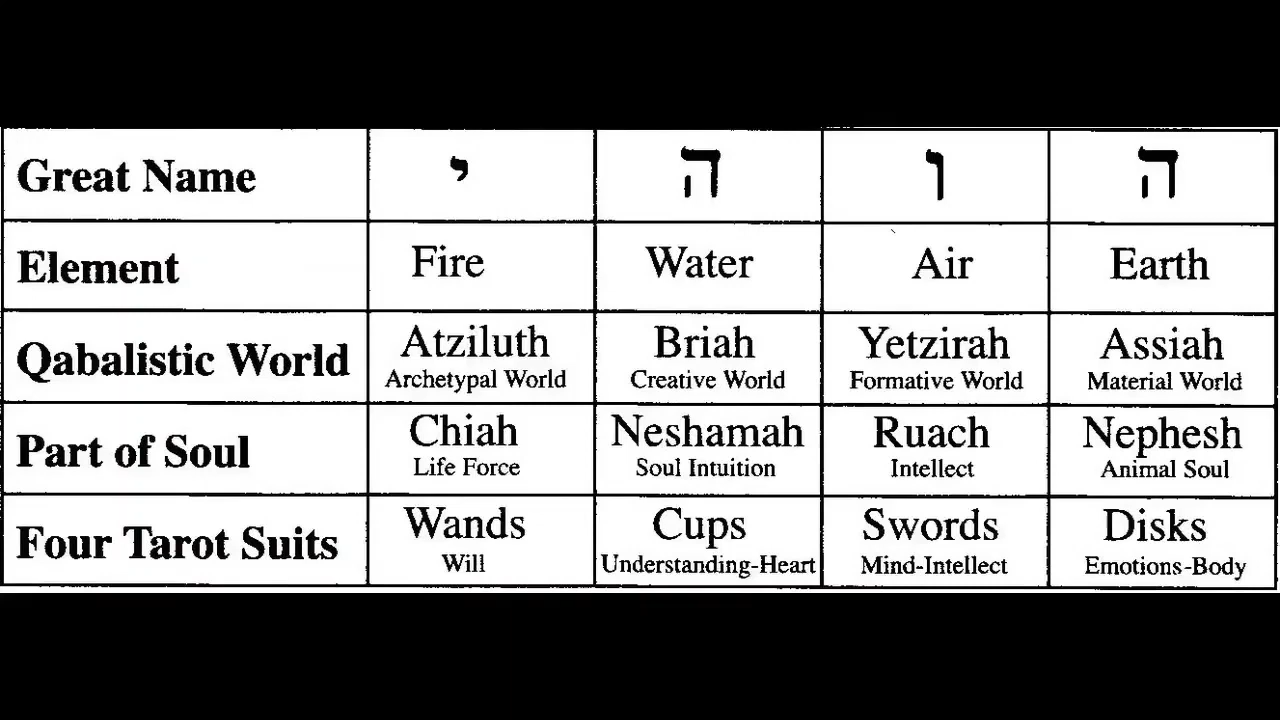 Great Name י ה ו ה
Element Fire Water Air Earth
Qabalistic World Atziluth Briah Yetzirah Assiah
Archetypal World Creative World Formative World Material World
Part of Soul Chiah Neshamah Ruach Nephesh
Life Force Soul Intuition Intellect Animal Soul
Four Tarot Suits Wands Cups Swords Disks
Will Understanding-Heart Mind-Intellect Emotions-Body